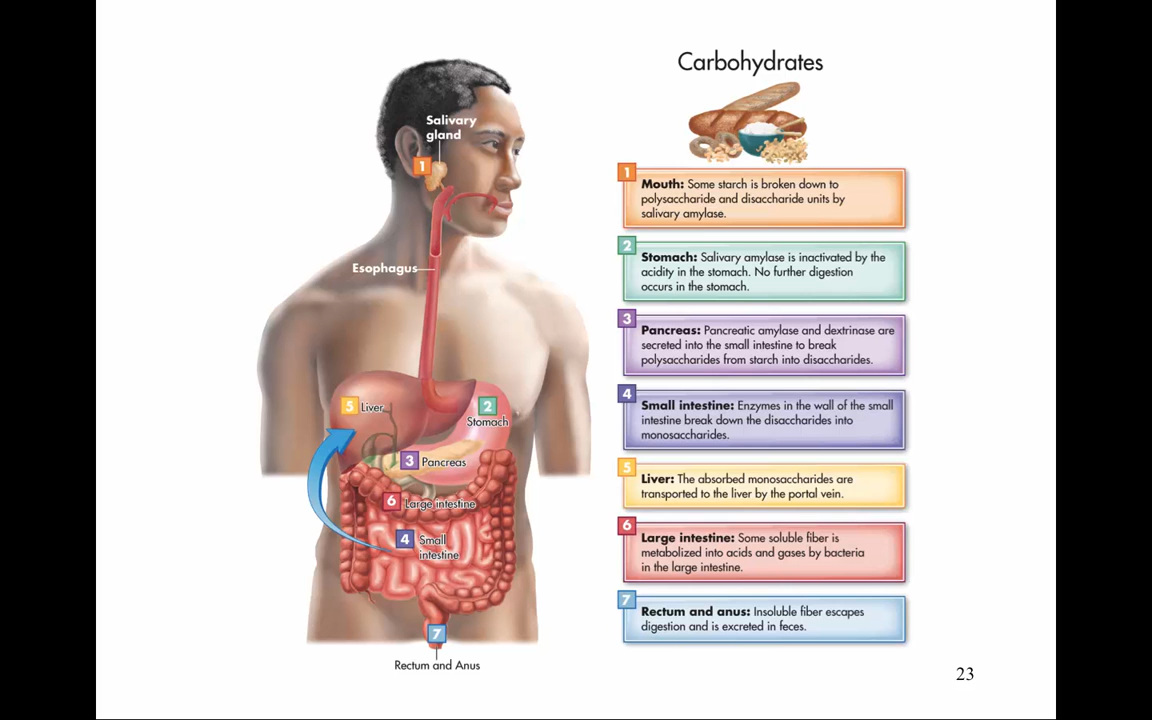 Carbohydrates
Salivary
gland
1
Esophagus
5 Liver
2
Stomach
3 Pancreas
6 Large intestine
4 Small
intestine
7
Rectum and Anus
1
Mouth: Some starch is broken down to
polysaccharide and disaccharide units by
salivary amylase.
2
Stomach: Salivary amylase is inactivated by the
acidity in the stomach. No further digestion
occurs in the stomach.
3
Pancreas: Pancreatic amylase and dextrinase are
secreted into the small intestine to break
polysaccharides from starch into disaccharides.
4
Small intestine: Enzymes in the wall of the small
intestine break down the disaccharides into
monosaccharides.
5
Liver: The absorbed monosaccharides are
transported to the liver by the portal vein.
6
Large intestine: Some soluble fiber is
metabolized into acids and gases by bacteria
in the large intestine.
7
Rectum and anus: Insoluble fiber escapes
digestion and is excreted in feces.
23